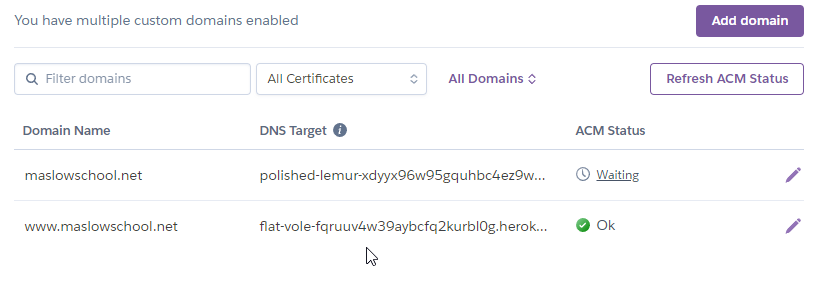 You have multiple custom domains enabled
Add domain
Filter domains
All Certificates
All Domains
Refresh ACM Status
Domain Name DNS Target ACM Status
maslowschool.net polished-lemur-xdyyx96w95gquhbc4ez9w... Waiting
www.maslowschool.net flat-vole-fqruuv4w39aybcfq2kurbl0g.herok... Ok